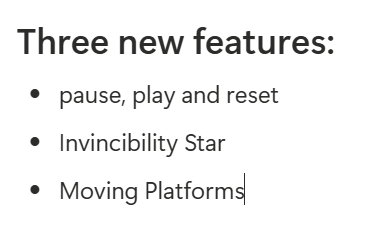 Three new features:
• pause, play and reset
• Invincibility Star
• Moving Platforms